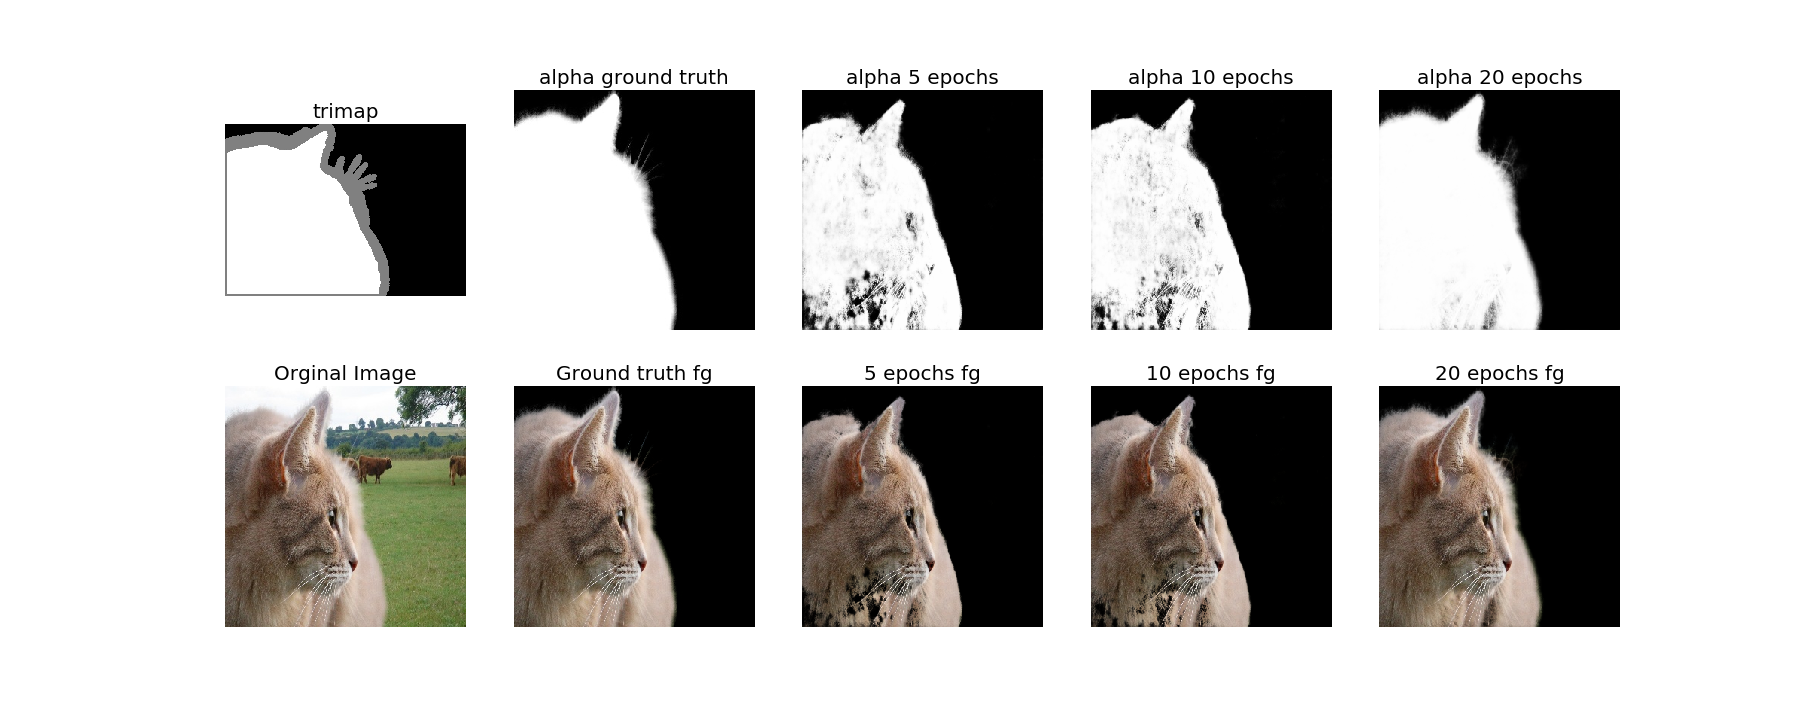 trimap
alpha ground truth
alpha 5 epochs
alpha 10 epochs
alpha 20 epochs
Orginal Image
Ground truth fg
5 epochs fg
10 epochs fg
20 epochs fg